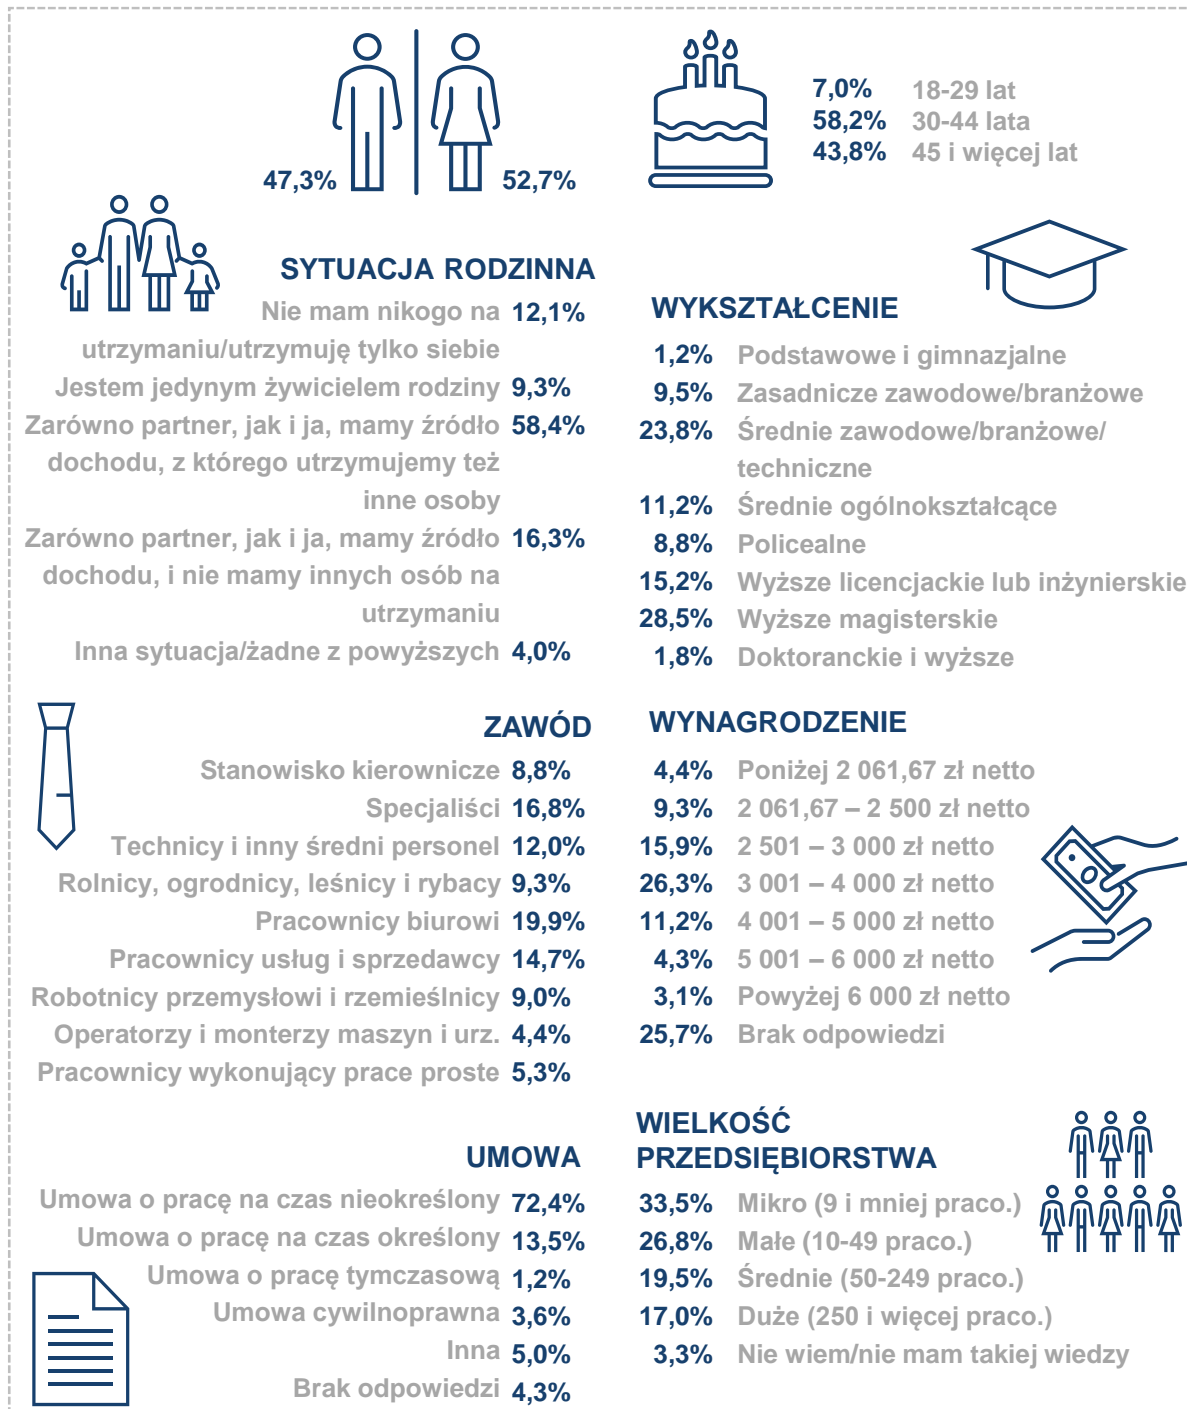 47,3%
52,7%
7,0% 18-29 lat
58,2% 30-44 lata
43,8% 45 i więcej lat
SYTUACJA RODZINNA
Nie mam nikogo na 12,1%
utrzymaniu/utrzymuję tylko siebie
Jestem jedynym żywicielem rodziny 9,3%
Zarówno partner, jak i ja, mamy źródło 58,4%
dochodu, z którego utrzymujemy też
inne osoby
Zarówno partner, jak i ja, mamy źródło 16,3%
dochodu, i nie mamy innych osób na
utrzymaniu
Inna sytuacja/żadne z powyższych 4,0%
WYKSZTAŁCENIE
1,2% Podstawowe i gimnazjalne
9,5% Zasadnicze zawodowe/branżowe
23,8% Średnie zawodowe/branżowe/
techniczne
11,2% Średnie ogólnokształcące
8,8% Policealne
15,2% Wyższe licencjackie lub inżynierskie
28,5% Wyższe magisterskie
1,8% Doktoranckie i wyższe
ZAWÓD
Stanowisko kierownicze 8,8%
Specjaliści 16,8%
Technicy i inny średni personel 12,0%
Rolnicy, ogrodnicy, leśnicy i rybacy 9,3%
Pracownicy biurowi 19,9%
Pracownicy usług i sprzedawcy 14,7%
Robotnicy przemysłowi i rzemieślnicy 9,0%
Operatorzy i monterzy maszyn i urz. 4,4%
Pracownicy wykonujący prace proste 5,3%
WYNAGRODZENIE
4,4% Poniżej 2 061,67 zł netto
9,3% 2 061,67 – 2 500 zł netto
15,9% 2 501 – 3 000 zł netto
26,3% 3 001 – 4 000 zł netto
11,2% 4 001 – 5 000 zł netto
4,3% 5 001 – 6 000 zł netto
3,1% Powyżej 6 000 zł netto
25,7% Brak odpowiedzi
UMOWA
Umowa o pracę na czas nieokreślony 72,4%
Umowa o pracę na czas określony 13,5%
Umowa o pracę tymczasową 1,2%
Umowa cywilnoprawna 3,6%
Inna 5,0%
Brak odpowiedzi 4,3%
WIELKOŚĆ
PRZEDSIĘBIORSTWA
33,5% Mikro (9 i mniej praco.)
26,8% Małe (10-49 praco.)
19,5% Średnie (50-249 praco.)
17,0% Duże (250 i więcej praco.)
3,3% Nie wiem/nie mam takiej wiedzy